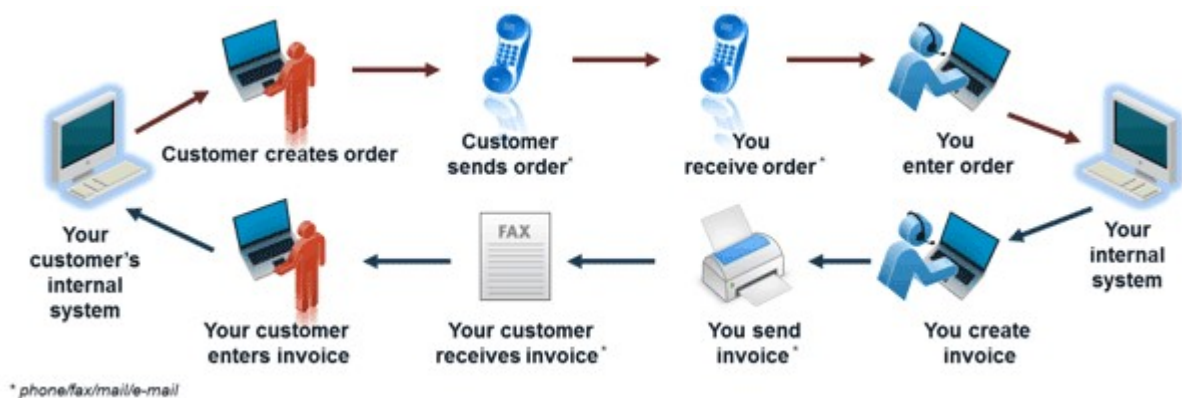 Customer creates order
Customer
sends order*
You
receive order*
You
enter order
Your
customer's
internal
system
FAX
Your
internal
system
Your customer
enters invoice
Your customer
receives invoice*
You send
invoice*
You create
invoice
* phone/fax/mail/e-mail